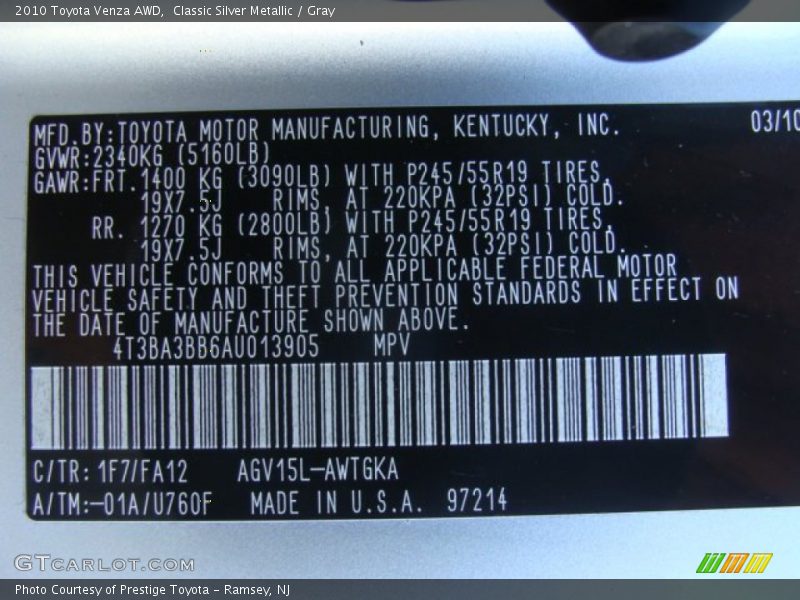 2010 Toyota Venza AWD, Classic Silver Metallic / Gray
MFD.BY:TOYOTA MOTOR MANUFACTURING, KENTUCKY, INC. 03/10
GVWR:2340KG (5160LB)
GAWR:FRT.1400 KG (3090LB) WITH P245/55R19 TIRES,
19X7.5J RIMS, AT 220KPA (32PSI) COLD.
RR. 1270 KG (2800LB) WITH P245/55R19 TIRES,
19X7.5J RIMS, AT 220KPA (32PSI) COLD.
THIS VEHICLE CONFORMS TO ALL APPLICABLE FEDERAL MOTOR
VEHICLE SAFETY AND THEFT PREVENTION STANDARDS IN EFFECT ON
THE DATE OF MANUFACTURE SHOWN ABOVE.
4T3BA3BB6AU013905 MPV
C/TR:1F7/FA12 AGV15L-AWTGKA
A/TM:-01A/U760F MADE IN U.S.A. 97214
GTCARLOT.COM
Photo Courtesy of Prestige Toyota - Ramsey, NJ